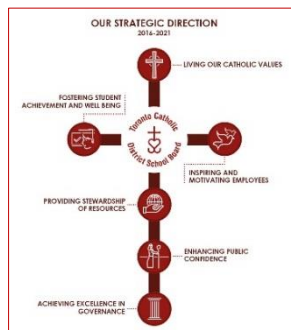 OUR STRATEGIC DIRECTION
2016-2021
LIVING OUR CATHOLIC VALUES
FOSTERING STUDENT
ACHIEVEMENT AND WELL BEING
Toronto Catholic
District School Board
INSPIRING AND
MOTIVATING EMPLOYEES
PROVIDING STEWARDSHIP
OF RESOURCES
ENHANCING PUBLIC
CONFIDENCE
ACHIEVING EXCELLENCE IN
GOVERNANCE